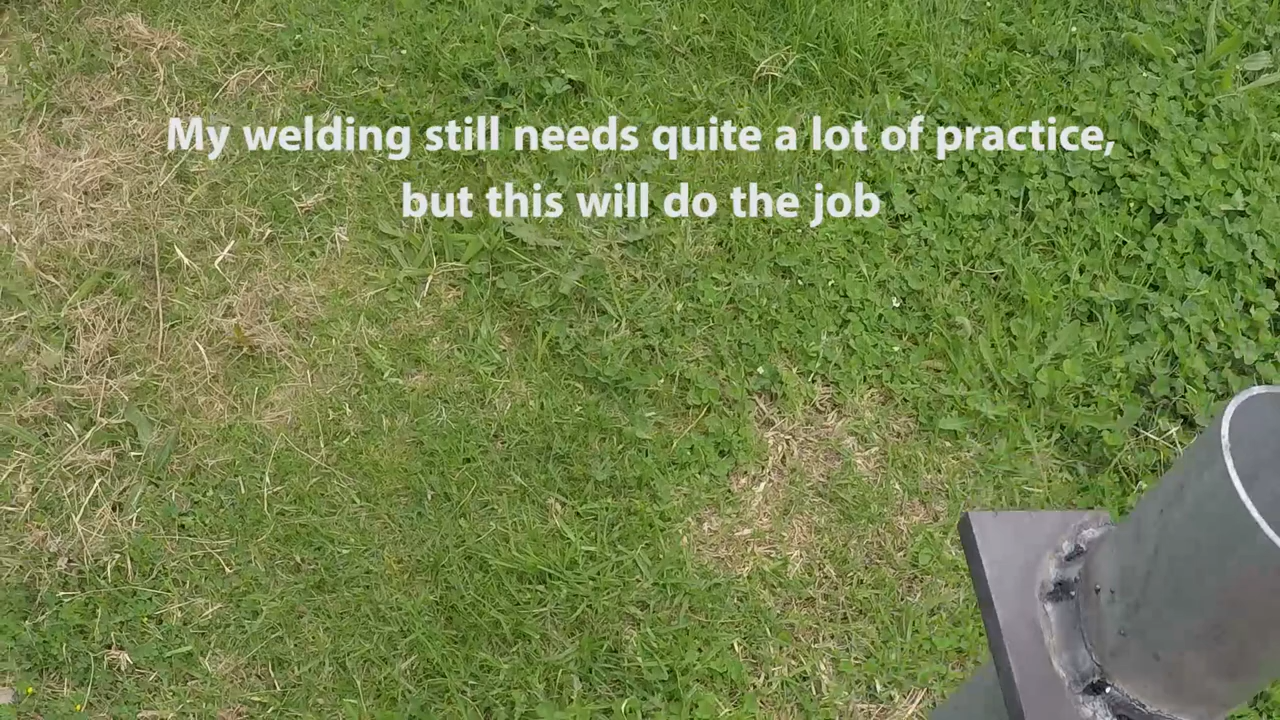 My welding still needs quite a lot of practice,
but this will do the job